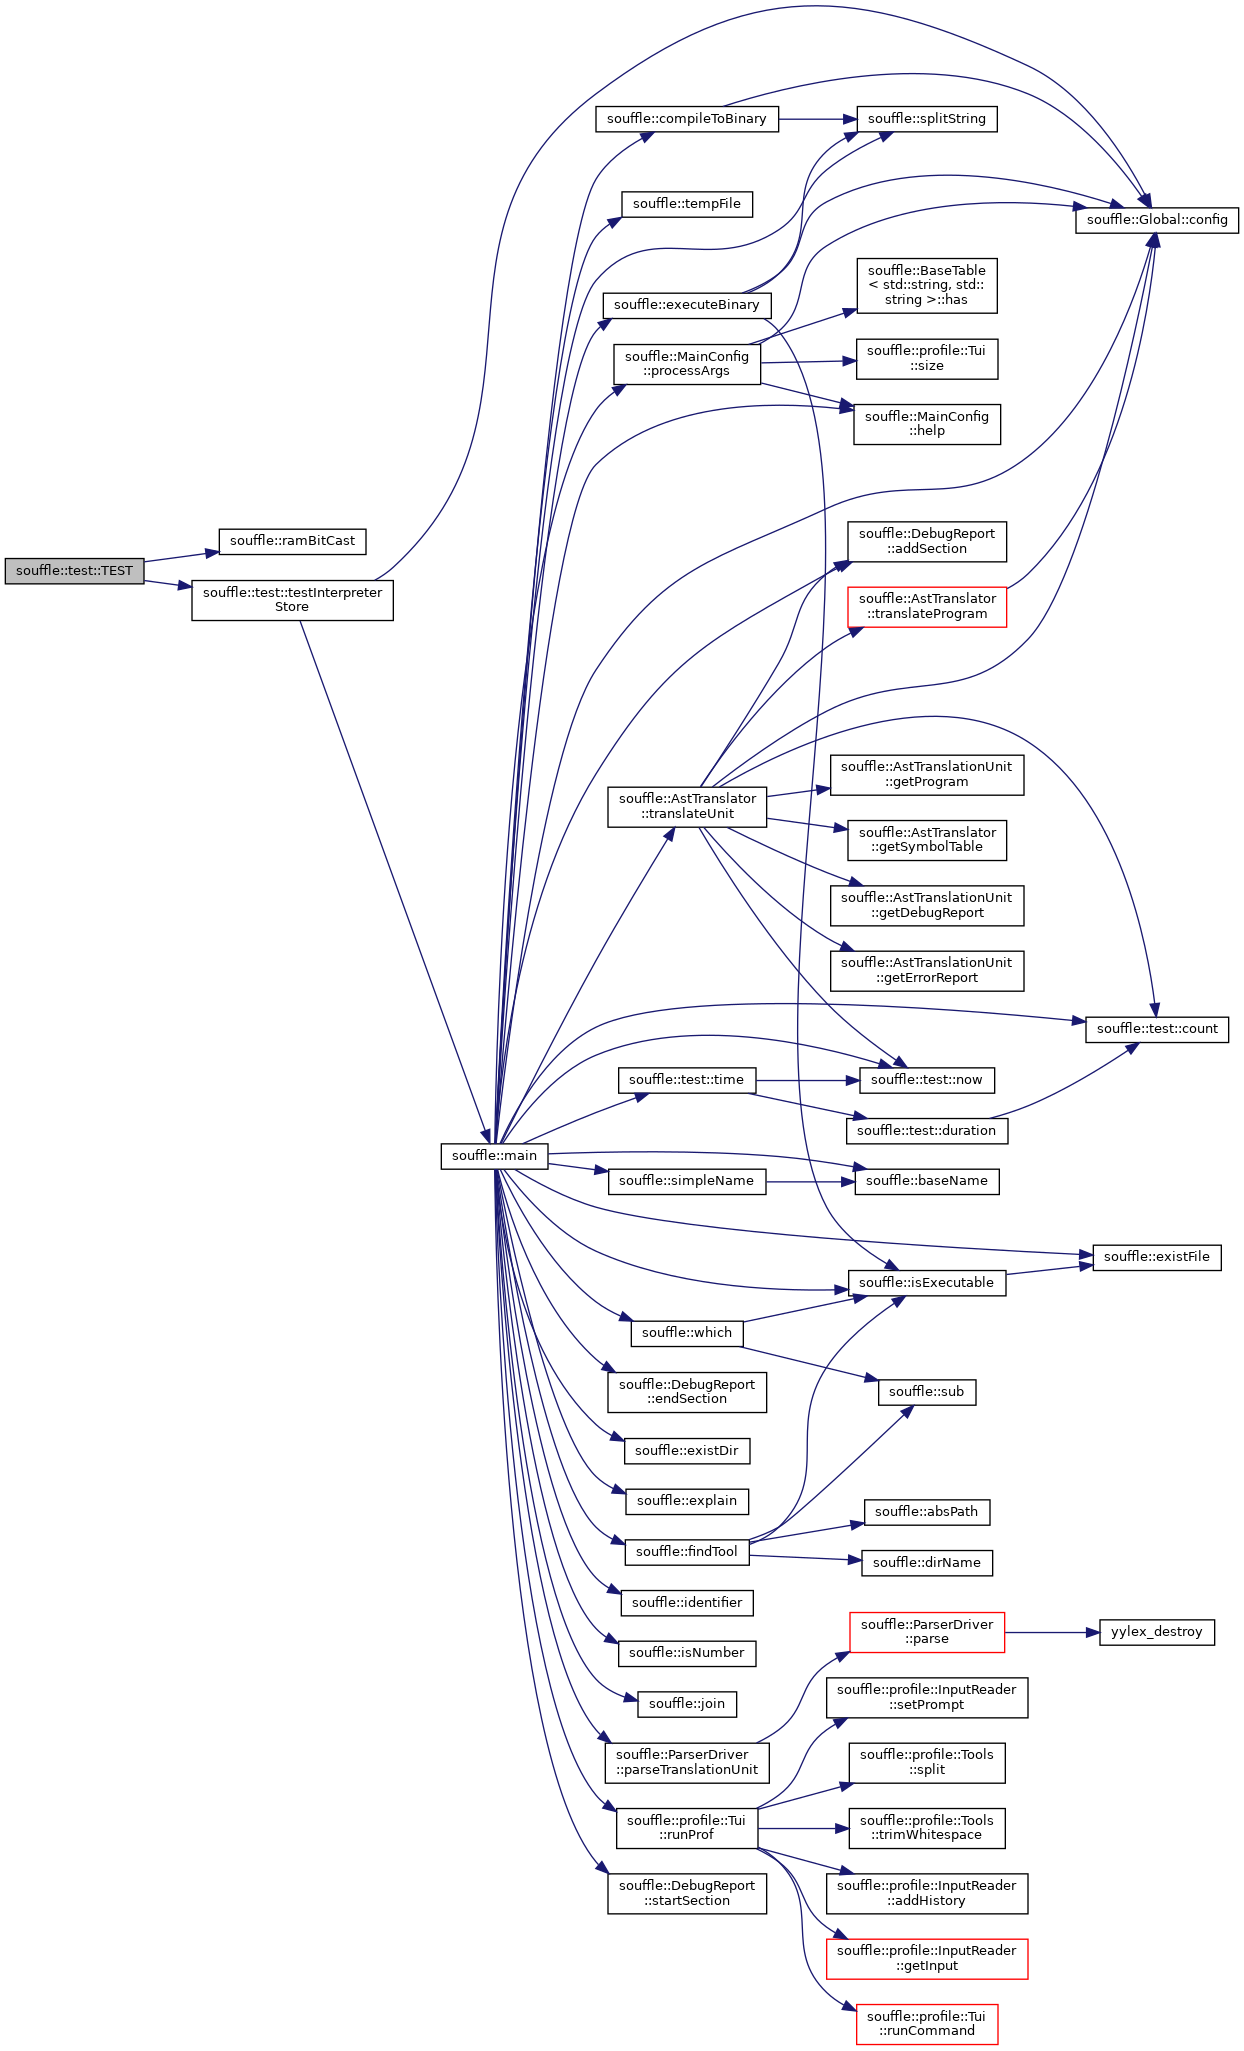 souffle::test::TEST
souffle::ramBitCast
souffle::test::testInterpreter
Store
souffle::main
souffle::compileToBinary
souffle::tempFile
souffle::executeBinary
souffle::MainConfig
::processArgs
souffle::AstTranslator
::translateUnit
souffle::test::time
souffle::simpleName
souffle::which
souffle::DebugReport
::endSection
souffle::existDir
souffle::explain
souffle::findTool
souffle::identifier
souffle::isNumber
souffle::join
souffle::ParserDriver
::parseTranslationUnit
souffle::profile::Tui
::runProf
souffle::DebugReport
::startSection
souffle::splitString
souffle::BaseTable
< std::string, std::
string >::has
souffle::profile::Tui
::size
souffle::MainConfig
::help
souffle::DebugReport
::addSection
souffle::AstTranslator
::translateProgram
souffle::AstTranslationUnit
::getProgram
souffle::AstTranslator
::getSymbolTable
souffle::AstTranslationUnit
::getDebugReport
souffle::AstTranslationUnit
::getErrorReport
souffle::test::now
souffle::test::duration
souffle::baseName
souffle::isExecutable
souffle::sub
souffle::absPath
souffle::dirName
souffle::ParserDriver
::parse
souffle::profile::InputReader
::setPrompt
souffle::profile::Tools
::split
souffle::profile::Tools
::trimWhitespace
souffle::profile::InputReader
::addHistory
souffle::profile::InputReader
::getInput
souffle::profile::Tui
::runCommand
souffle::Global::config
souffle::test::count
souffle::existFile
yylex_destroy